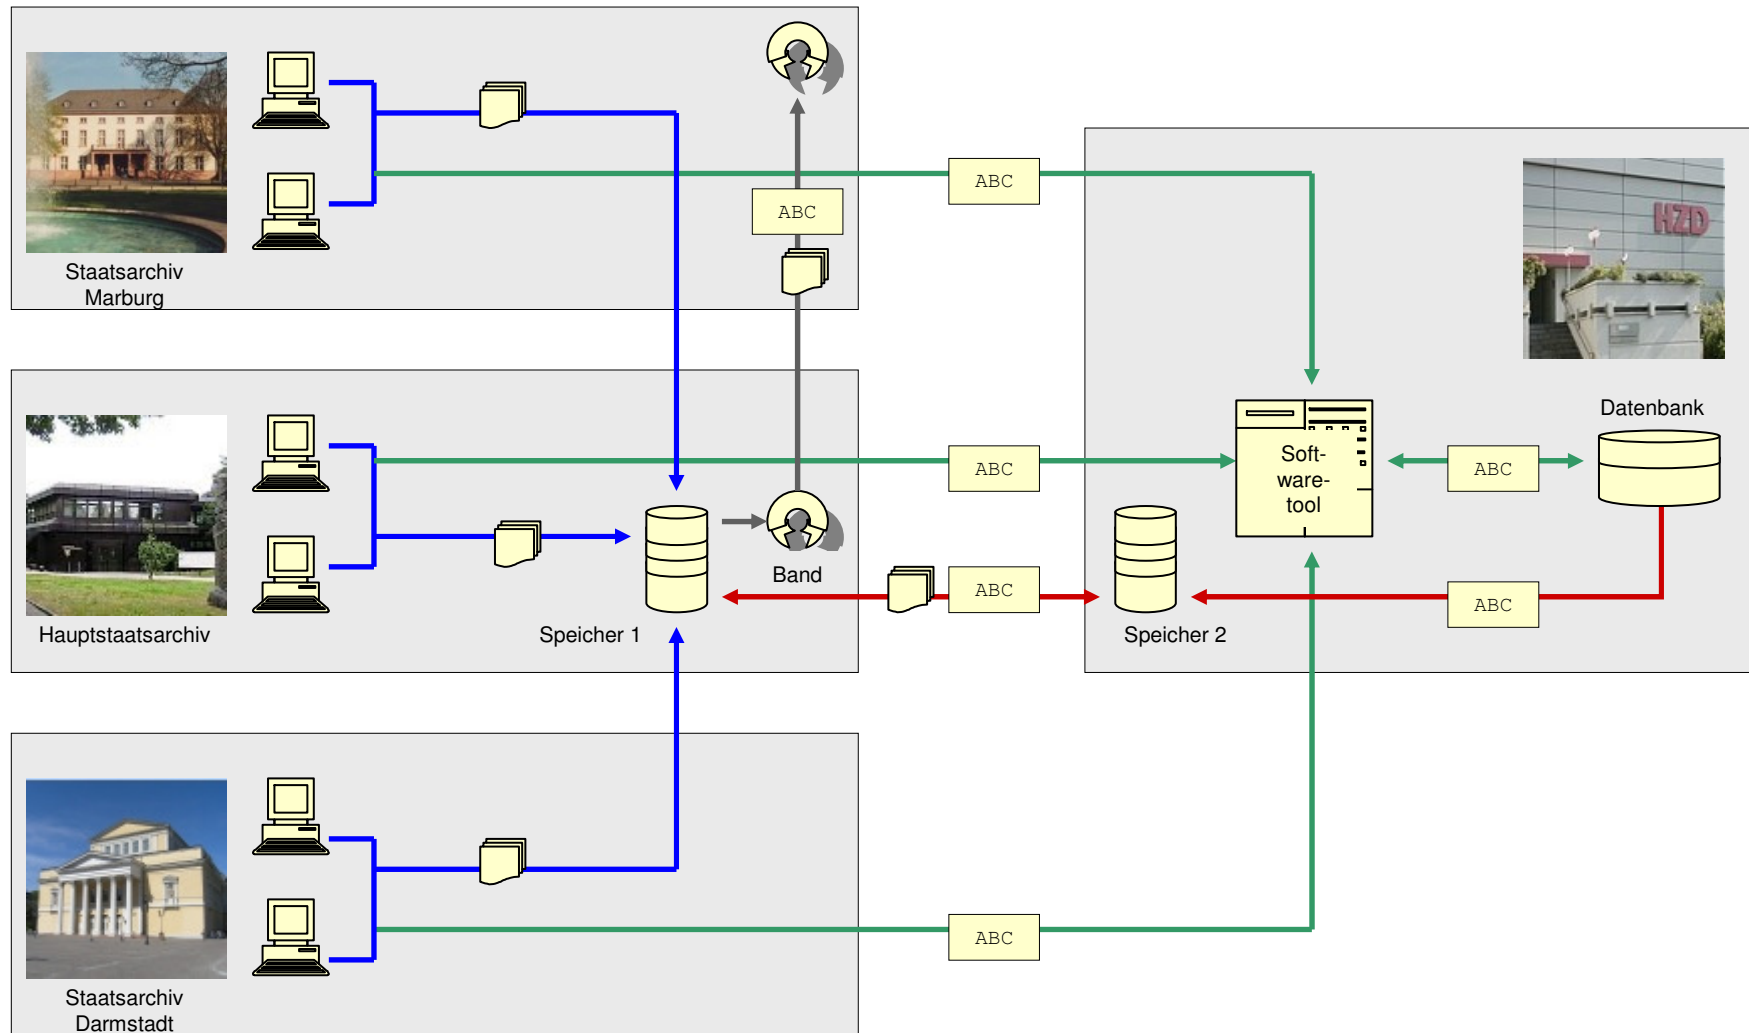 Staatsarchiv
Marburg
ABC
ABC
HZD
Hauptstaatsarchiv
ABC
Soft-
ware-
tool
ABC
Datenbank
Band
Speicher 1
ABC
Speicher 2
ABC
Staatsarchiv
Darmstadt
ABC